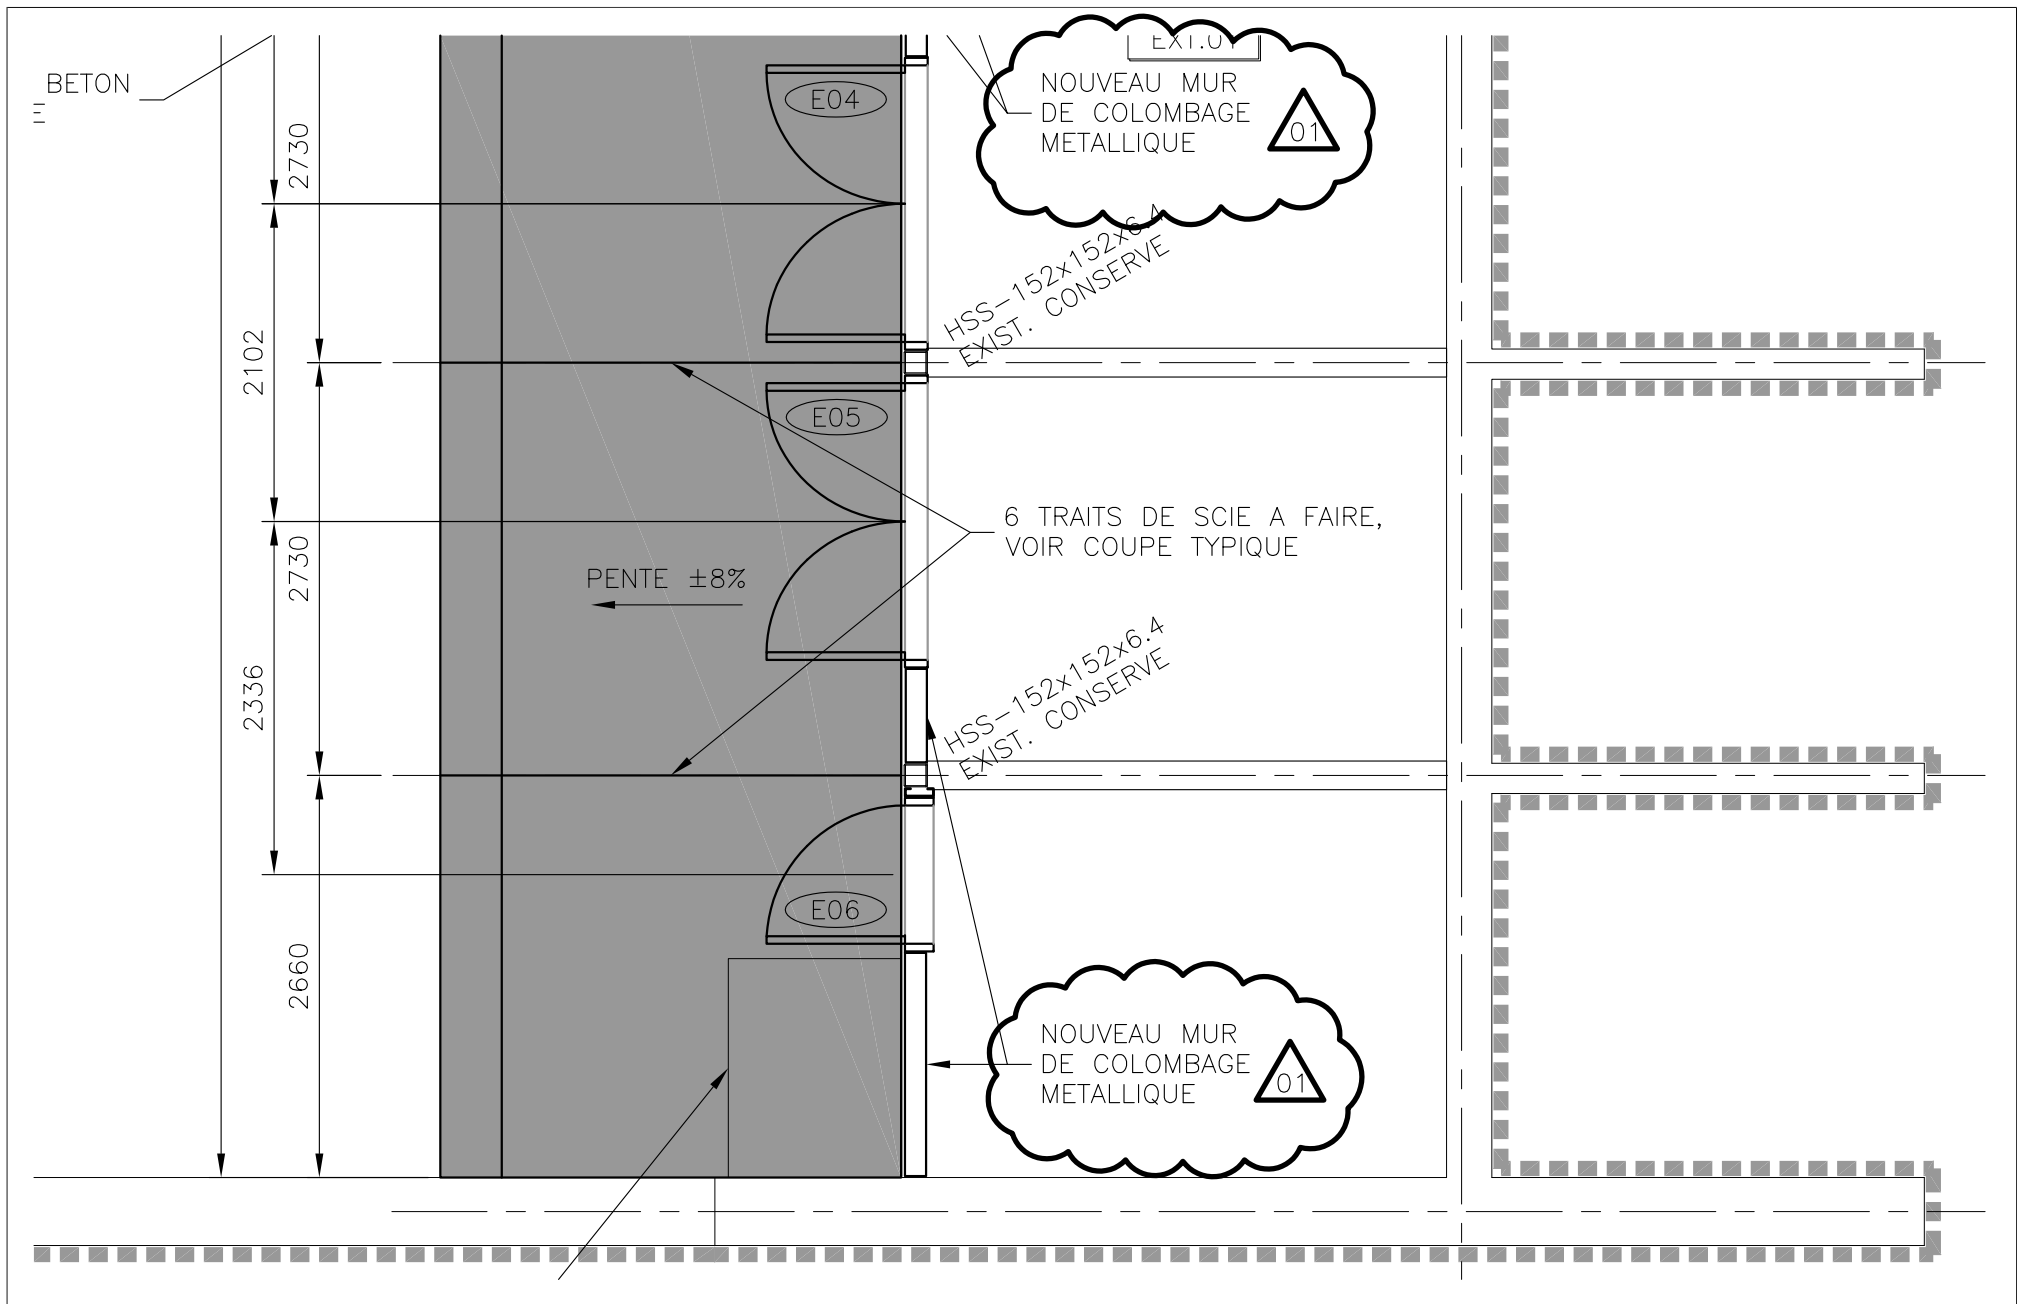 EXT.01
BETON
E04
NOUVEAU MUR
DE COLOMBAGE
METALLIQUE
01
2730
HSS-152x152x6.4
EXIST. CONSERVE
2102
E05
6 TRAITS DE SCIE A FAIRE,
VOIR COUPE TYPIQUE
2730
PENTE ±8%
HSS-152x152x6.4
EXIST. CONSERVE
2336
E06
2660
NOUVEAU MUR
DE COLOMBAGE
METALLIQUE
01